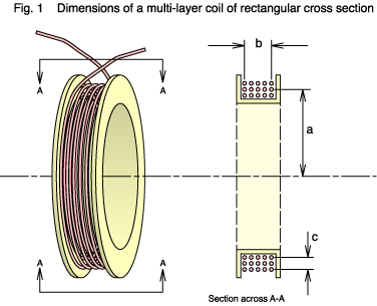 Fig. 1 Dimensions of a multi-layer coil of rectangular cross section
b
A A
a
A A
c
Section across A-A